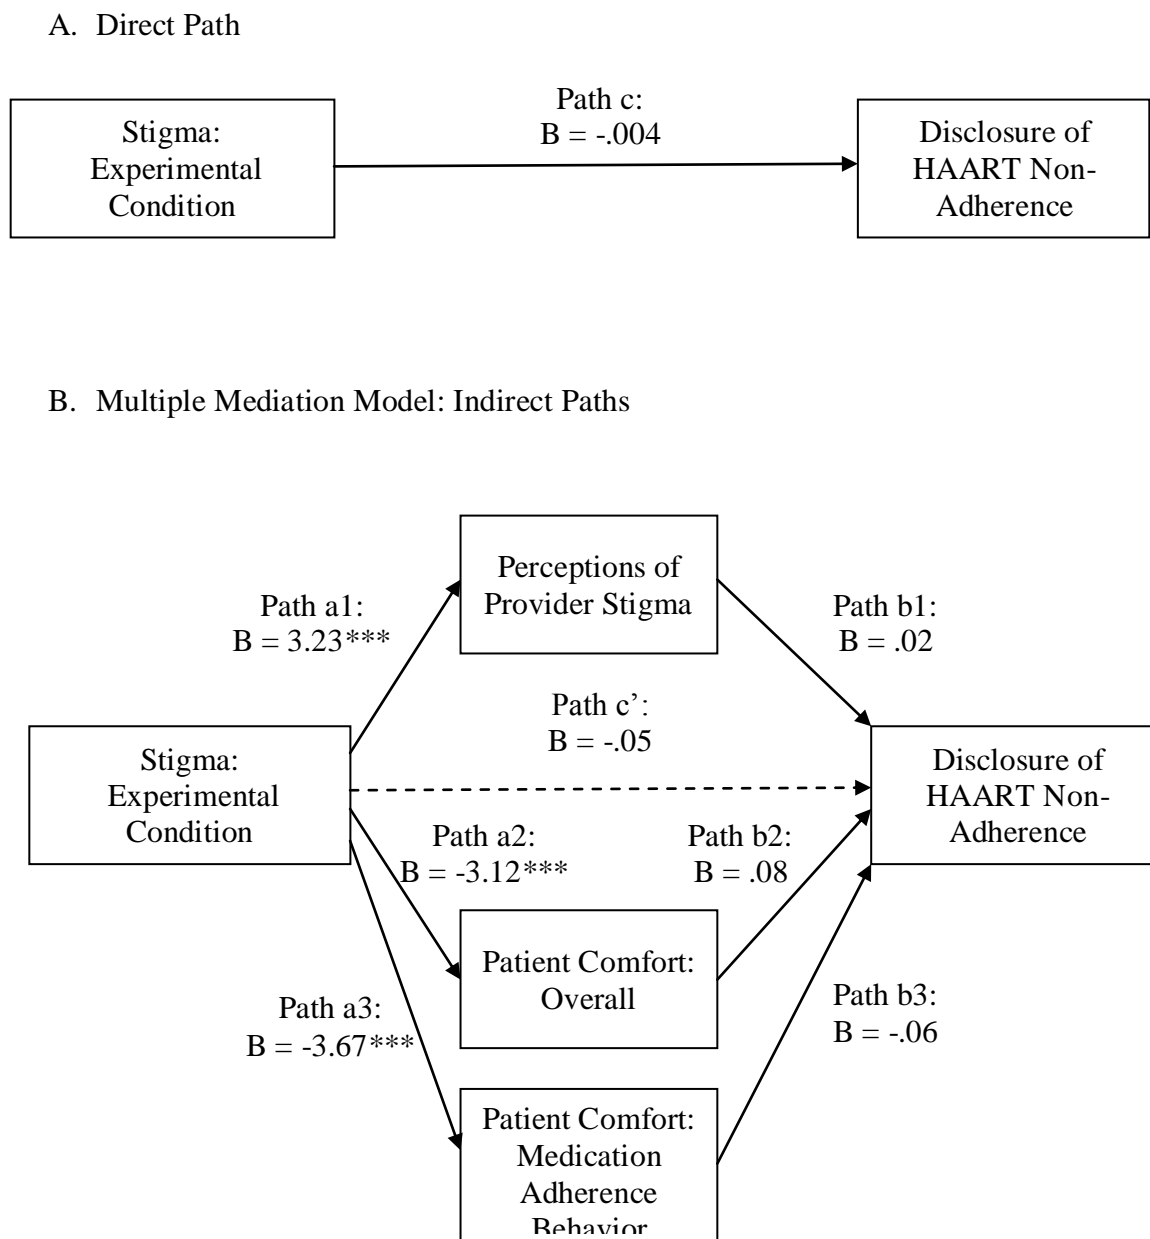 A. Direct Path
Path c:
B = -.004
Stigma:
Experimental
Condition
Disclosure of
HAART Non-
Adherence
B. Multiple Mediation Model: Indirect Paths
Perceptions of
Provider Stigma
Path a1:
B = 3.23***
Path b1:
B = .02
Path c’:
B = -.05
Stigma:
Experimental
Condition
Disclosure of
HAART Non-
Adherence
Path a2:
B = -3.12***
Path b2:
B = .08
Patient Comfort:
Overall
Path a3:
B = -3.67***
Path b3:
B = -.06
Patient Comfort:
Medication
Adherence
Behavior